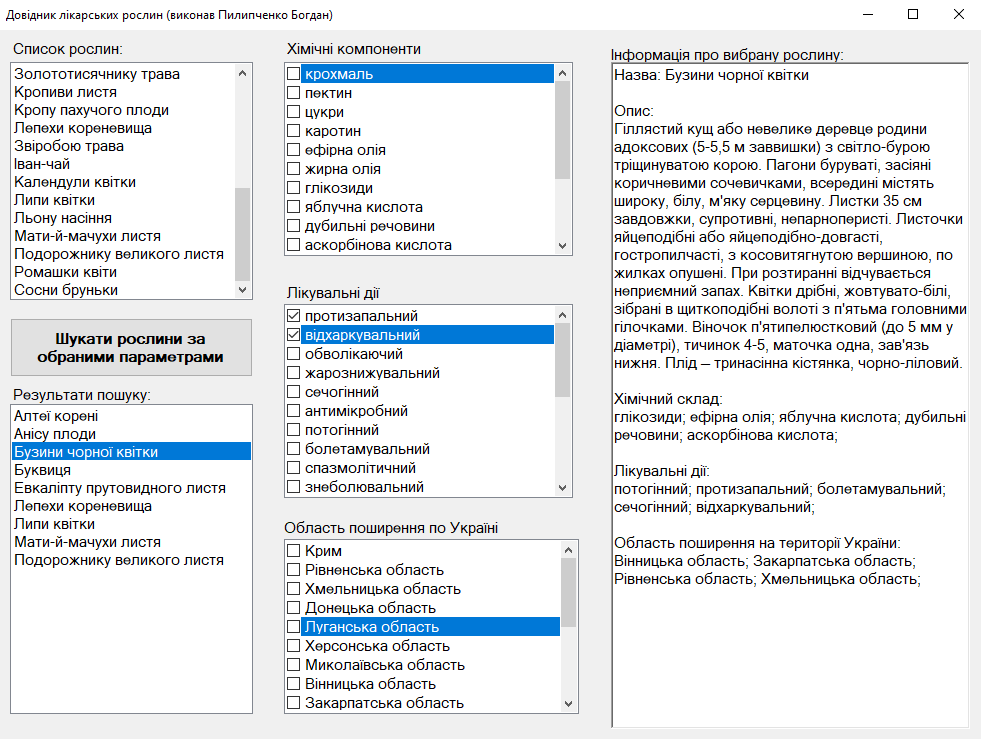 Довідник лікарських рослин (виконав Пилипченко Богдан)
Список рослин:
Золототисячнику трава
Кропиви листя
Кропу пахучого плоди
Лепехи кореневища
Звіробою трава
Іван-чай
Календули квітки
Липи квітки
Льону насіння
Мати-й-мачухи листя
Подорожнику великого листя
Ромашки квіти
Сосни бруньки
Шукати рослини за
обраними параметрами
Результати пошуку:
Алтеї корені
Анісу плоди
Бузини чорної квітки
Буквиця
Евкаліпту прутовидного листя
Лепехи кореневища
Липи квітки
Мати-й-мачухи листя
Подорожнику великого листя
Хімічні компоненти
крохмаль
пектин
цукри
каротин
ефірна олія
жирна олія
глікозиди
яблучна кислота
дубильні речовини
аскорбінова кислота
Лікувальні дії
протизапальний
відхаркувальний
обволікаючий
жарознижувальний
сечогінний
антимікробний
потогінний
болетамувальний
спазмолітичний
знеболювальний
Область поширення по Україні
Крим
Рівненська область
Хмельницька область
Донецька область
Луганська область
Херсонська область
Миколаївська область
Вінницька область
Закарпатська область
Інформація про вибрану рослину:
Назва: Бузини чорної квітки
Опис:
Гіллястий кущ або невелике деревце родини
адоксових (5-5,5 м заввишки) з світло-бурою
тріщинуватою корою. Пагони буруваті, засіяні
коричневими сочевичками, всередині містять
широку, білу, м'яку серцевину. Листки 35 см
завдовжки, супротивні, непарноперисті. Листочки
яйцеподібні або яйцеподібно-довгасті,
гостропилчасті, з косовитягнутою вершиною, по
жилках опушені. При розтиранні відчувається
неприємний запах. Квітки дрібні, жовтувато-білі,
зібрані в щиткоподібні волоті з п'ятьма головними
гілочками. Віночок п'ятипелюстковий (до 5 мм у
діаметрі), тичинок 4-5, маточка одна, зав'язь
нижня. Плід – тринасінна кістянка, чорно-ліловий.
Хімічний склад:
глікозиди; ефірна олія; яблучна кислота; дубильні
речовини; аскорбінова кислота;
Лікувальні дії:
потогінний; протизапальний; болетамувальний;
сечогінний; відхаркувальний;
Область поширення на території України:
Вінницька область; Закарпатська область;
Рівненська область; Хмельницька область;